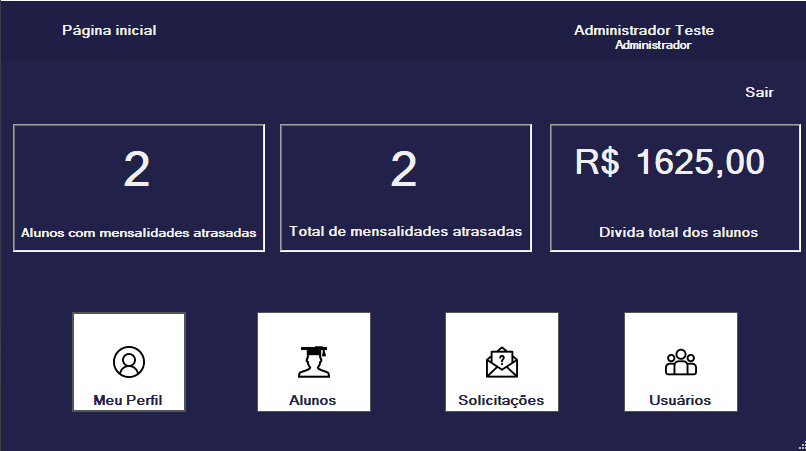 Página inicial
Administrador Teste
Administrador
Sair
2
Alunos com mensalidades atrasadas
2
Total de mensalidades atrasadas
R$ 1625,00
Divida total dos alunos
Meu Perfil
Alunos
?
Solicitações
Usuários